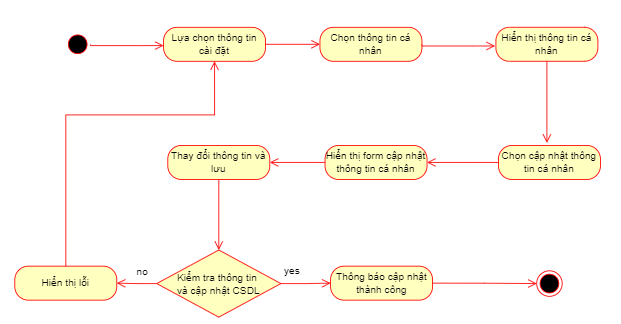 Lựa chọn thông tin
cài đặt
Chọn thông tin cá
nhân
Hiển thị thông tin cá
nhân
Chọn cập nhật thông
tin cá nhân
Hiển thị form cập nhật
thông tin cá nhân
Thay đổi thông tin và
lưu
Kiểm tra thông tin
và cập nhật CSDL
no
Hiển thị lỗi
yes
Thông báo cập nhật
thành công